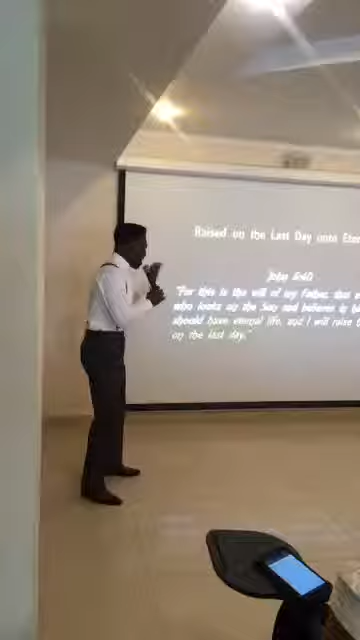 Raised on the Last Day unto Eter
John 6:40
"For this is the will of my Father, that
who looks on the Son and believes in
should have eternal life, and I will raise
on the last day."